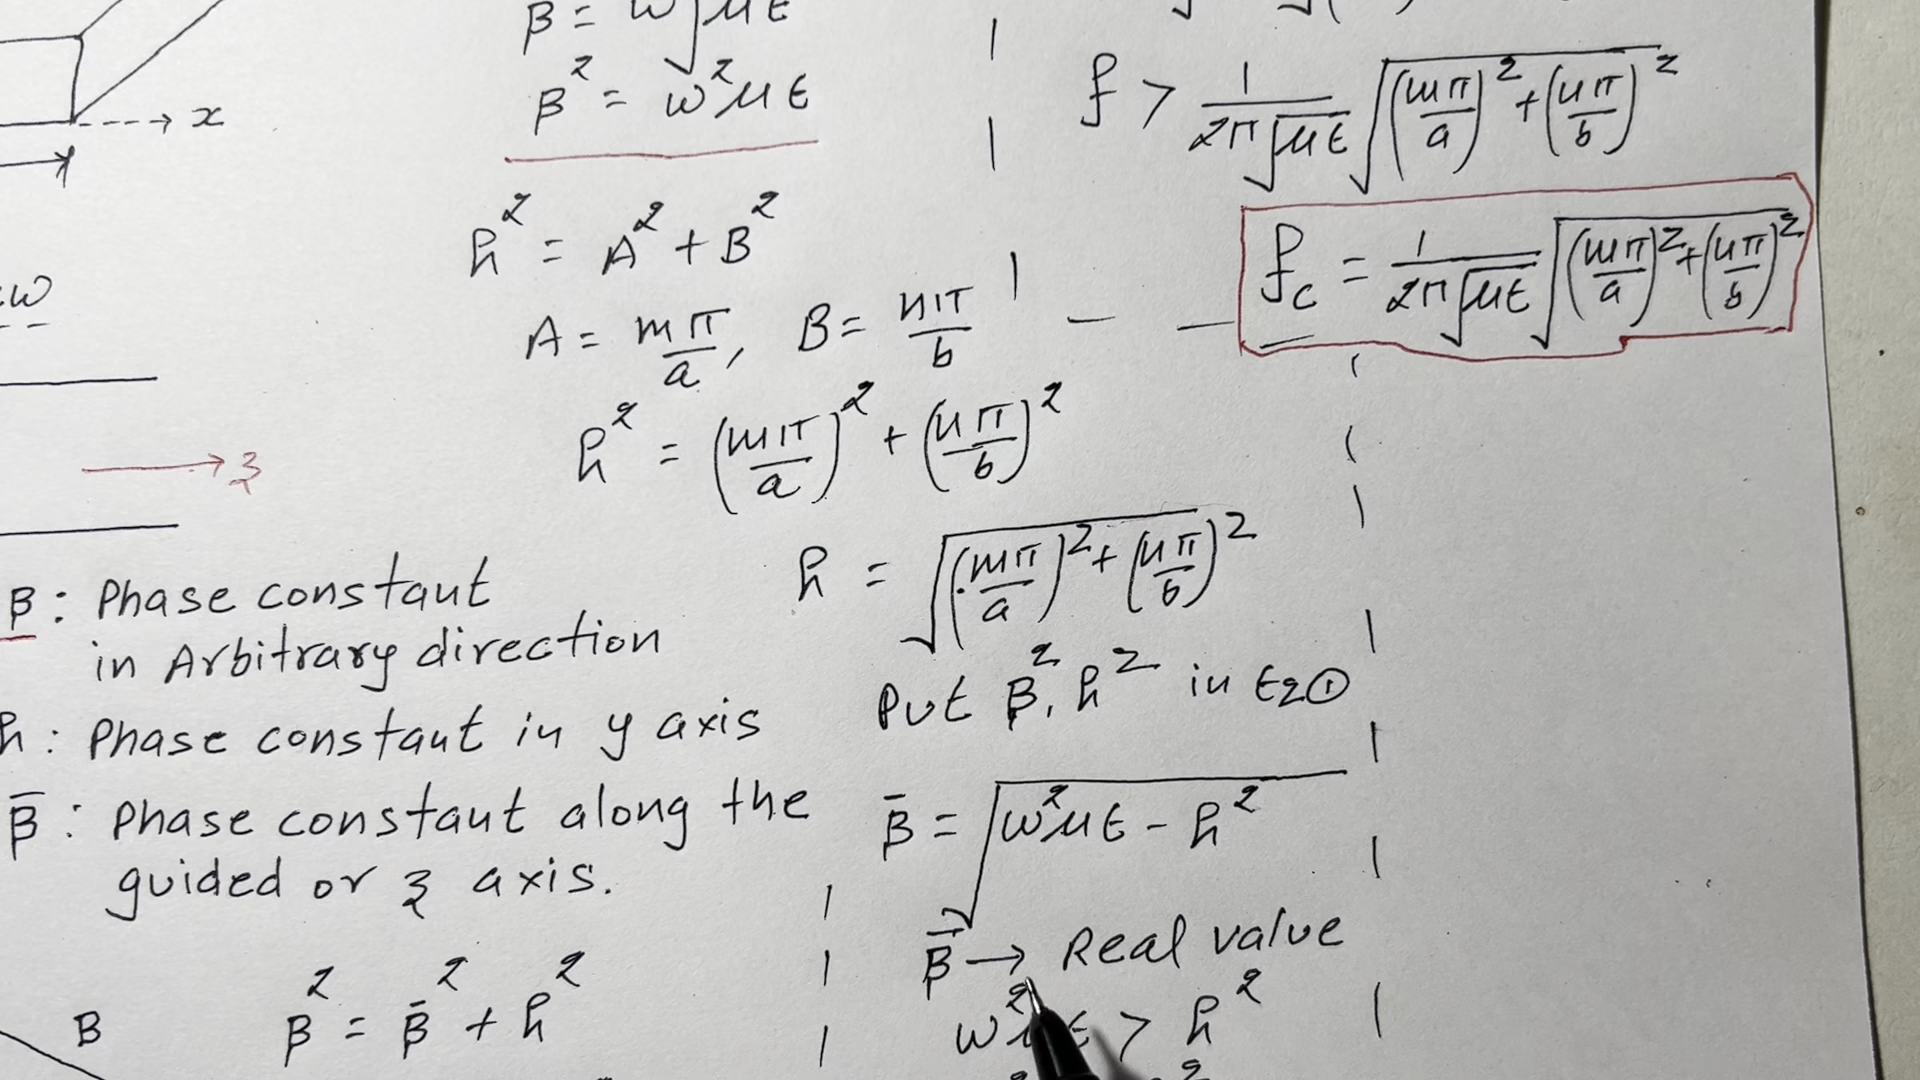 x
w
z
β : Phase constant
in Arbitrary direction
h : Phase constant in y axis
β̄ : Phase constant along the
guided or z axis.
B
β² = β̄² + h²
β = ω√με
β² = ω²με
h² = A² + B²
A = mπ/a, B = nπ/b
h² = (mπ/a)² + (nπ/b)²
h = √(mπ/a)² + (nπ/b)²
Put β², h² in Eq ①
β̄ = √ω²με - h²
β̄ → Real value
ω²με > h²
f > 1/2π√με √(mπ/a)² + (nπ/b)²
fc = 1/2π√με √(mπ/a)² + (nπ/b)²